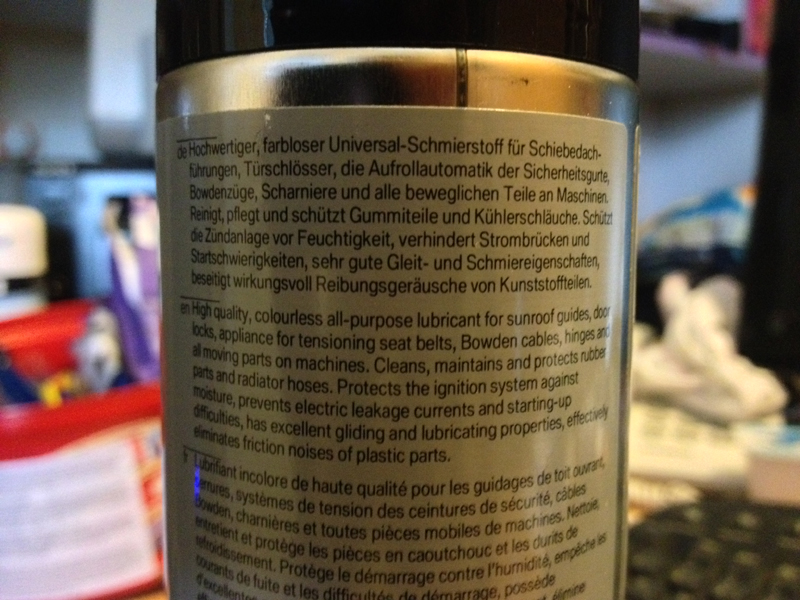 de Hochwertiger, farbloser Universal-Schmierstoff für Schiebedach-
führungen, Türschlösser, die Aufrollautomatik der Sicherheitsgurte,
Bowdenzüge, Scharniere und alle beweglichen Teile an Maschinen.
Reinigt, pflegt und schützt Gummiteile und Kühlerschläuche. Schützt
die Zündanlage vor Feuchtigkeit, verhindert Strombrücken und
Startschwierigkeiten, sehr gute Gleit- und Schmiereigenschaften,
beseitigt wirkungsvoll Reibungsgeräusche von Kunststoffteilen.
en High quality, colourless all-purpose lubricant for sunroof guides, door
locks, appliance for tensioning seat belts, Bowden cables, hinges and
all moving parts on machines. Cleans, maintains and protects rubber
parts and radiator hoses. Protects the ignition system against
moisture, prevents electric leakage currents and starting-up
difficulties, has excellent gliding and lubricating properties, effectively
eliminates friction noises of plastic parts.
Lubrifiant incolore de haute qualité pour les guidages de toit ouvrant,
serrures, systèmes de tension des ceintures de sécurité, câbles
Bowden, charnières et toutes pièces mobiles de machines. Nettoie,
entretient et protège les pièces en caoutchouc et les durits de
refroidissement. Protège le démarrage contre l'humidité, empêche les
courants de fuite et les difficultés de démarrage, possède
d'excellentes élimine